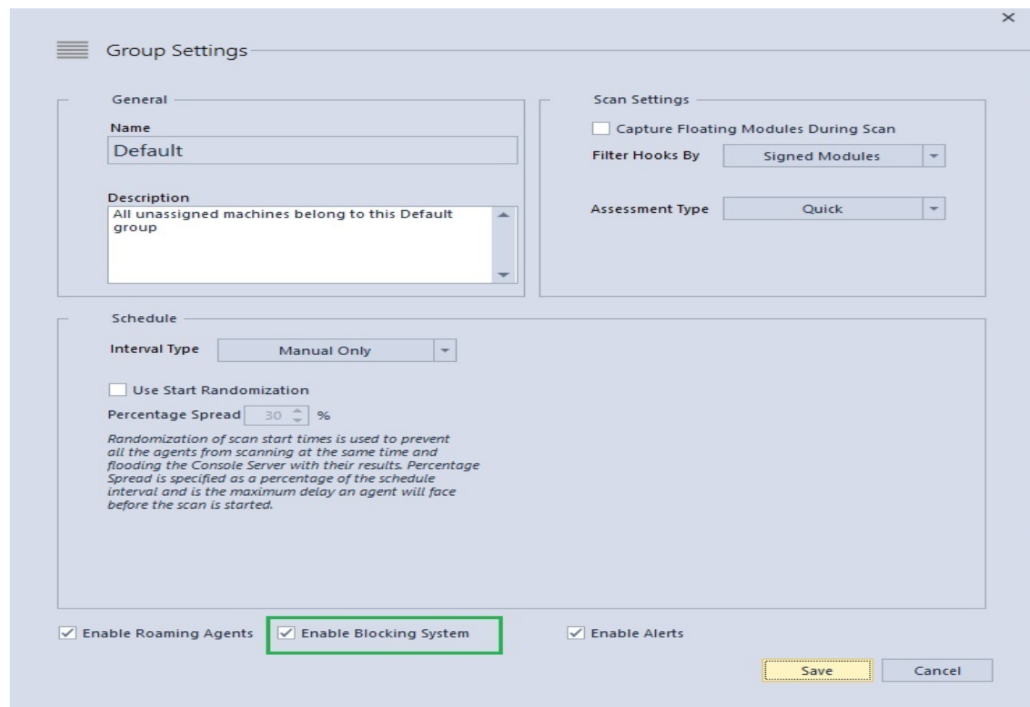 Group Settings
General
Name
Default
Description
All unassigned machines belong to this Default
group
Scan Settings
Capture Floating Modules During Scan
Filter Hooks By Signed Modules
Assessment Type Quick
Schedule
Interval Type Manual Only
Use Start Randomization
Percentage Spread 30 %
Randomization of scan start times is used to prevent
all the agents from scanning at the same time and
flooding the Console Server with their results. Percentage
Spread is specified as a percentage of the schedule
interval and is the maximum delay an agent will face
before the scan is started.
Enable Roaming Agents Enable Blocking System Enable Alerts
Save Cancel